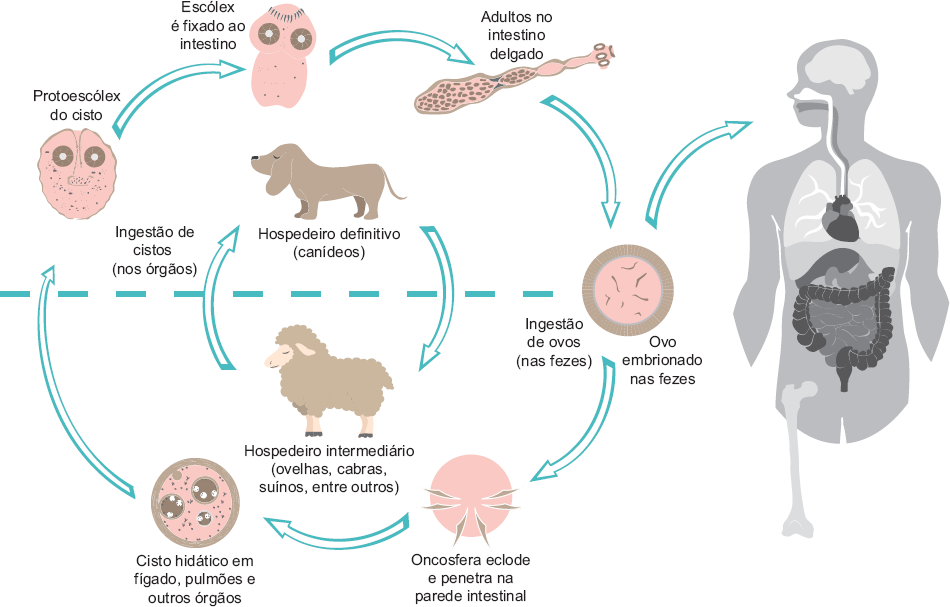 Escólex
é fixado ao
intestino
Adultos no
intestino
delgado
Protoescólex
do cisto
Ingestão de
cistos
(nos órgãos)
Hospedeiro definitivo
(canídeos)
Ingestão
de ovos
(nas fezes)
Ovo
embrionado
nas fezes
Hospedeiro intermediário
(ovelhas, cabras,
suínos, entre outros)
Cisto hidático em
fígado, pulmões e
outros órgãos
Oncosfera eclode
e penetra na
parede intestinal